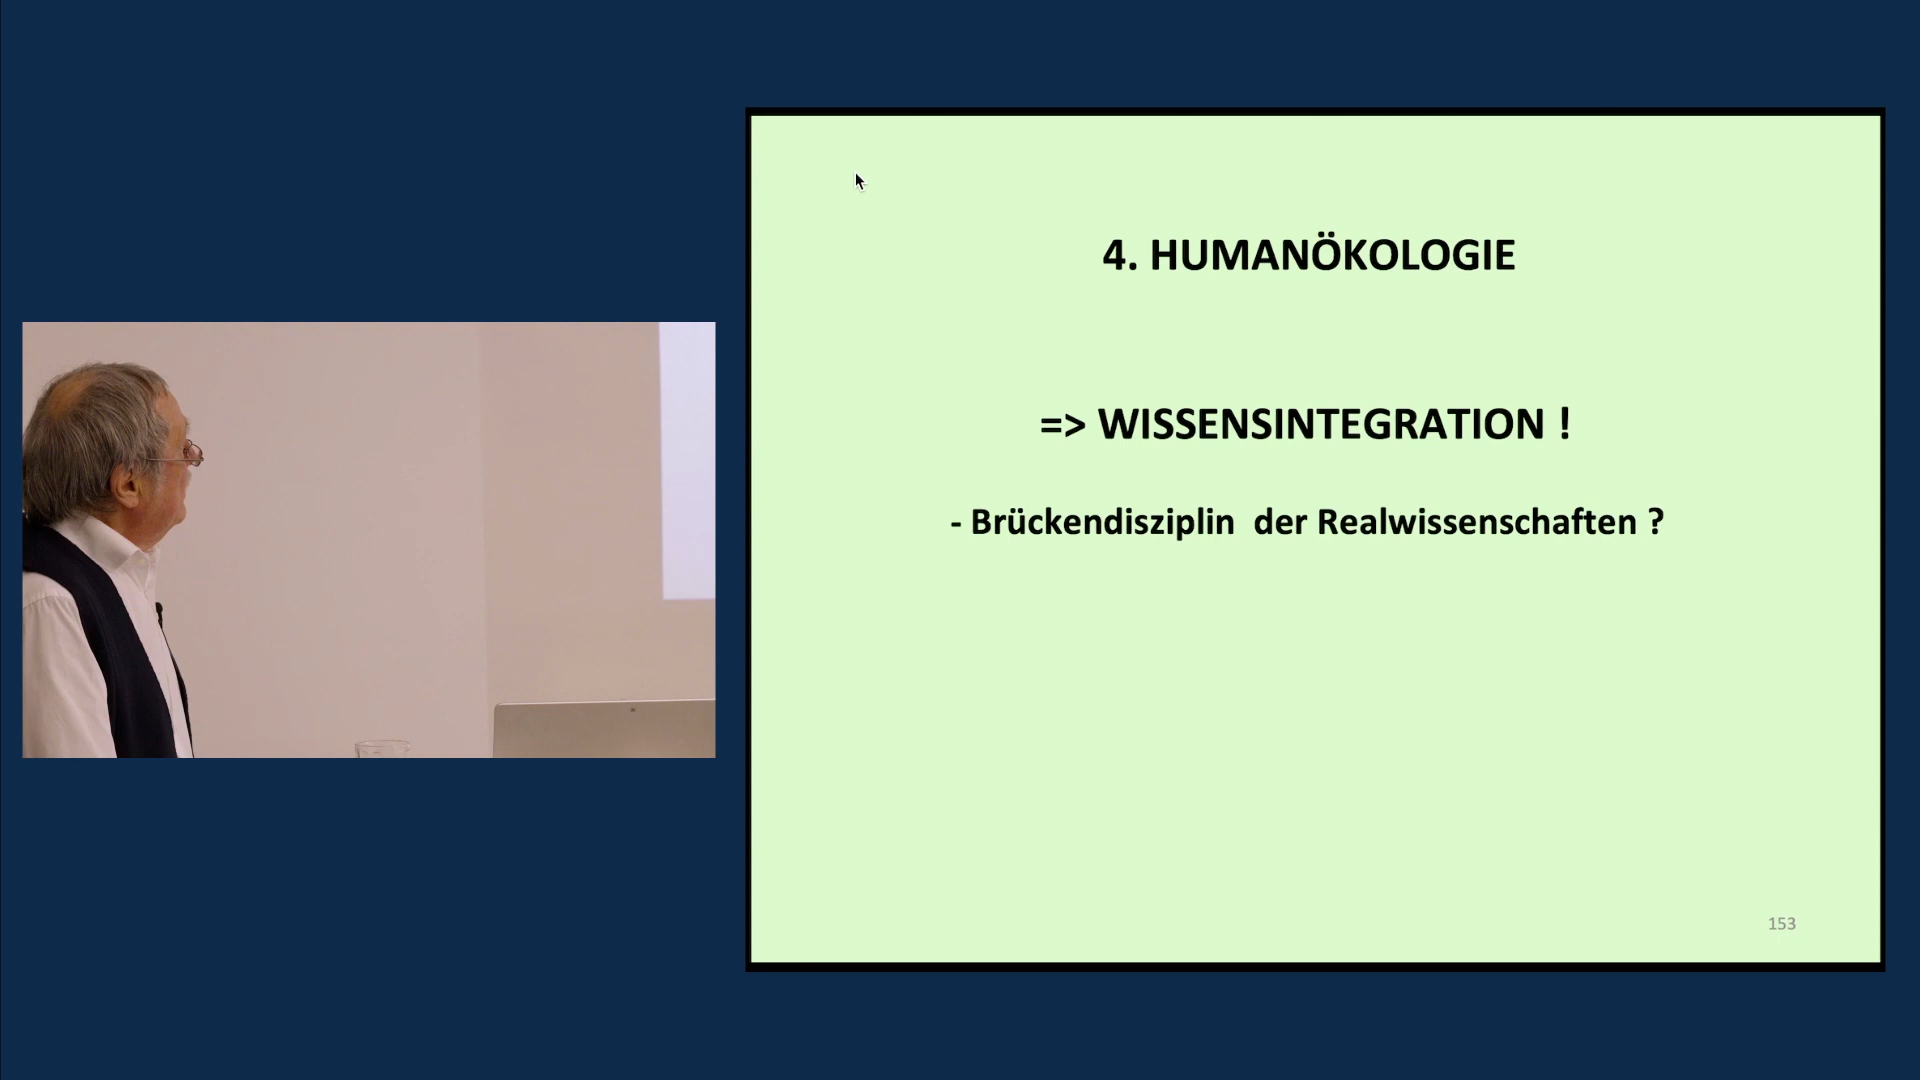 4. HUMANÖKOLOGIE
=> WISSENSINTEGRATION !
- Brückendisziplin  der Realwissenschaften ?
153